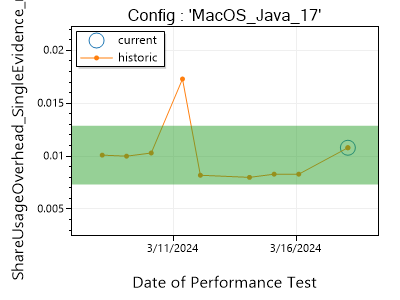 Config : 'MacOS_Java_17'
current
historic
0.02
0.015
0.01
0.005
3/11/2024
3/16/2024
Date of Performance Test
ShareUsageOverhead_SingleEvidence_